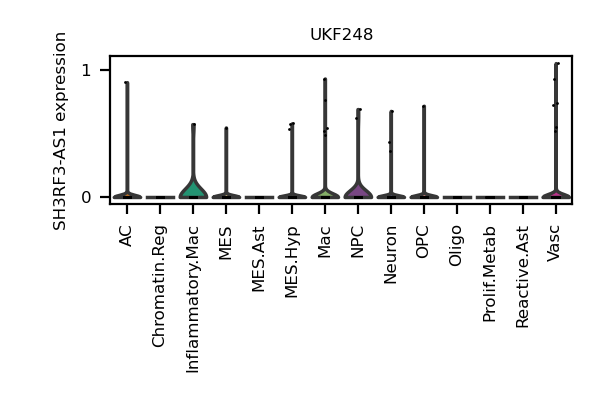 UKF248
SH3RF3-AS1 expression
1
0
AC
Chromatin.Reg
Inflammatory.Mac
MES
MES.Ast
MES.Hyp
Mac
NPC
Neuron
OPC
Oligo
Prolif.Metab
Reactive.Ast
Vasc